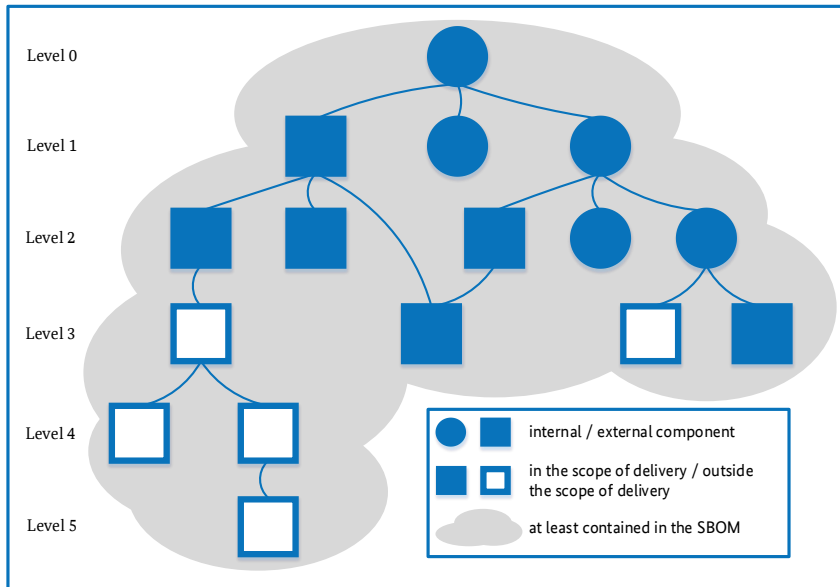 Level 0
Level 1
Level 2
Level 3
Level 4
Level 5
internal / external component
in the scope of delivery / outside
the scope of delivery
at least contained in the SBOM